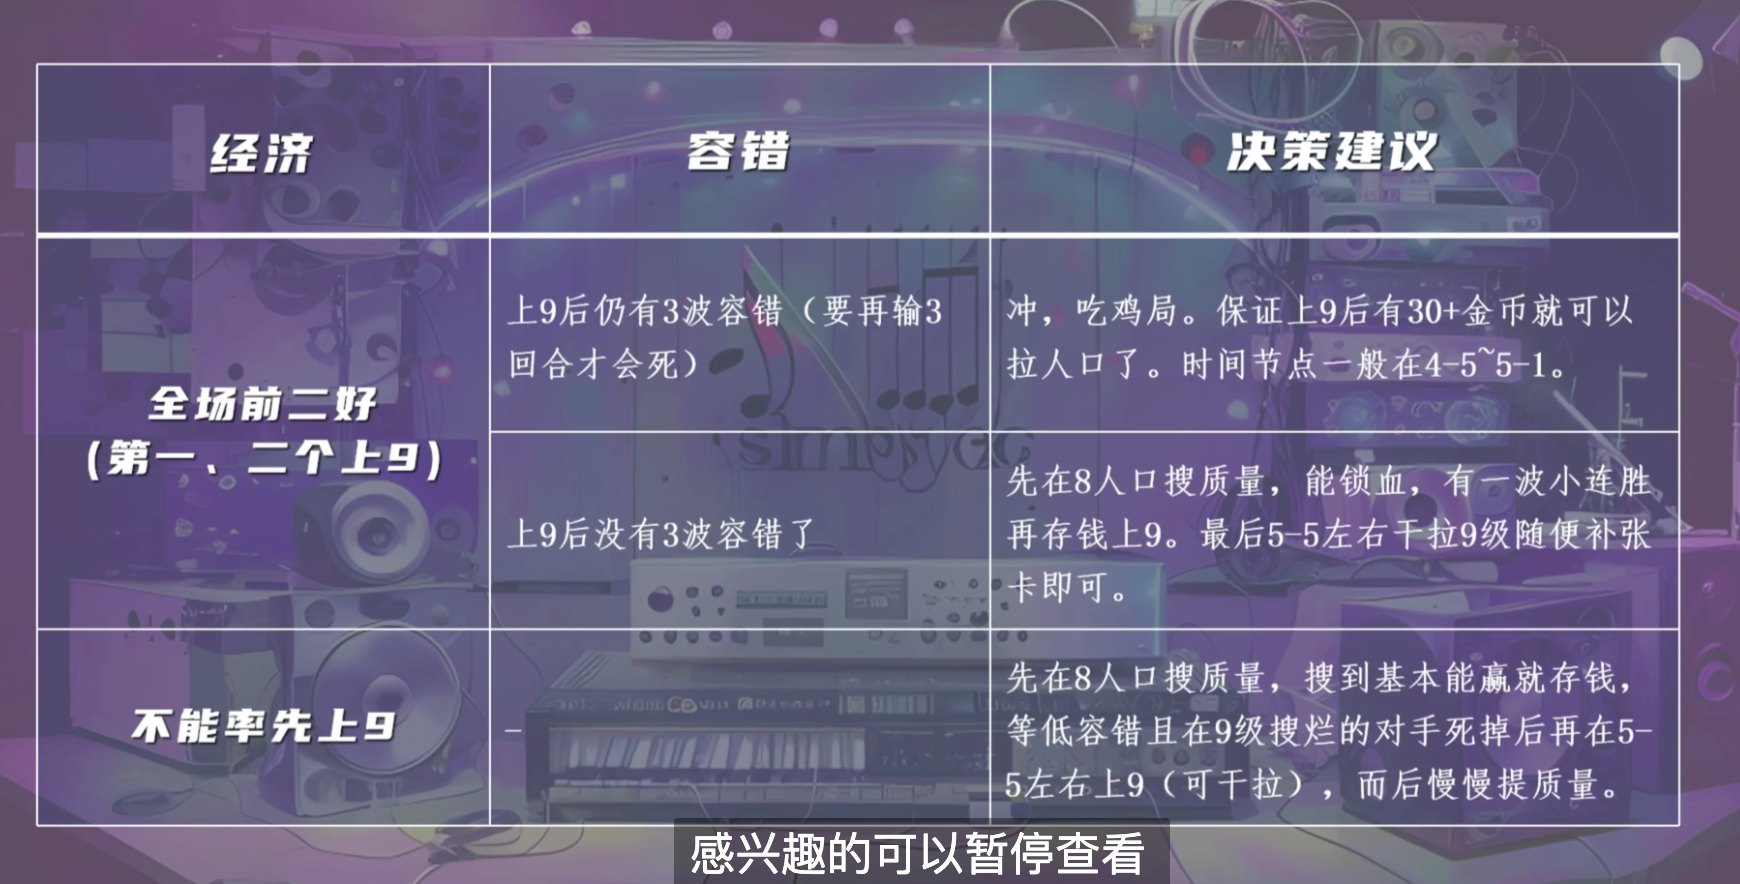 经济
容错
决策建议
全场前二好
(第一、二个上9)
上9后仍有3波容错（要再输3
回合才会死）
冲，吃鸡局。保证上9后有30+金币就可以
拉人口了。时间节点一般在4-5~5-1。
上9后没有3波容错了
先在8人口搜质量，能锁血，有一波小连胜
再存钱上9。最后5-5左右干拉9级随便补张
卡即可。
不能率先上9
-
先在8人口搜质量，搜到基本能赢就存钱，
等低容错且在9级搜烂的对手死掉后再在5-
5左右上9（可干拉），而后慢慢提质量。
感兴趣的可以暂停查看